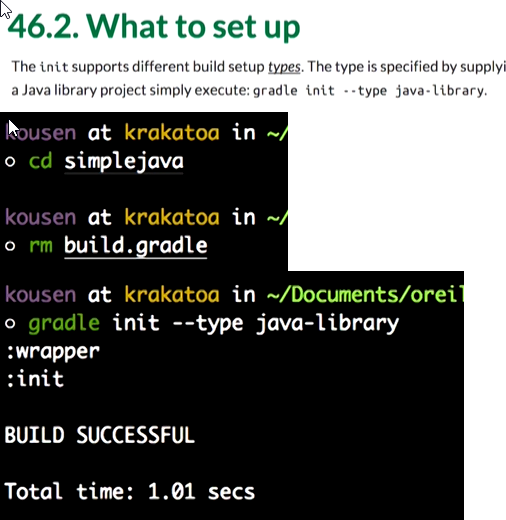 46.2. What to set up
The init supports different build setup types. The type is specified by supplyi
a Java library project simply execute: gradle init --type java-library.
kousen at krakatoa in ~/
o cd simplejava
kousen at krakatoa in ~/
o rm build.gradle
kousen at krakatoa in ~/Documents/oreil
o gradle init --type java-library
:wrapper
:init
BUILD SUCCESSFUL
Total time: 1.01 secs